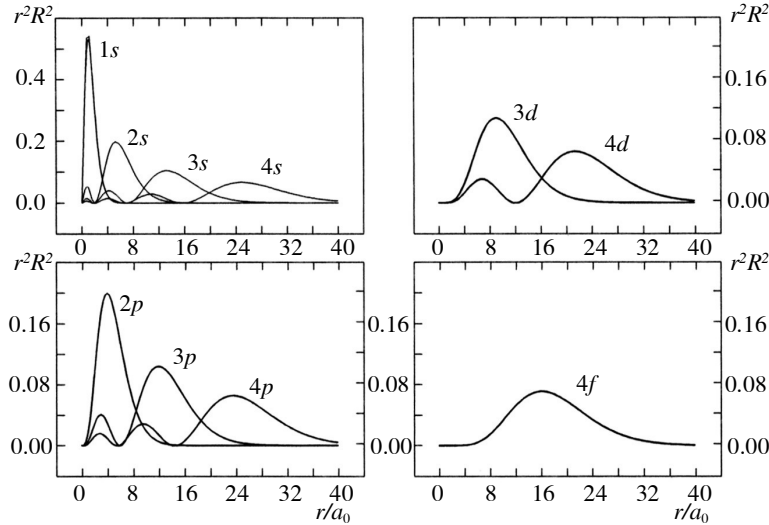 r²R²
0.4
0.2
0.0
1s
2s
3s
4s
0 8 16 24 32 40
r²R²
0.16
0.08
0.00
3d
4d
0 8 16 24 32 40
r²R²
0.16
0.08
0.00
2p
3p
4p
0 8 16 24 32 40
r/a₀
r²R²
0.16 0.16
0.08 0.08
0.00 0.00
4f
0 8 16 24 32 40
r/a₀